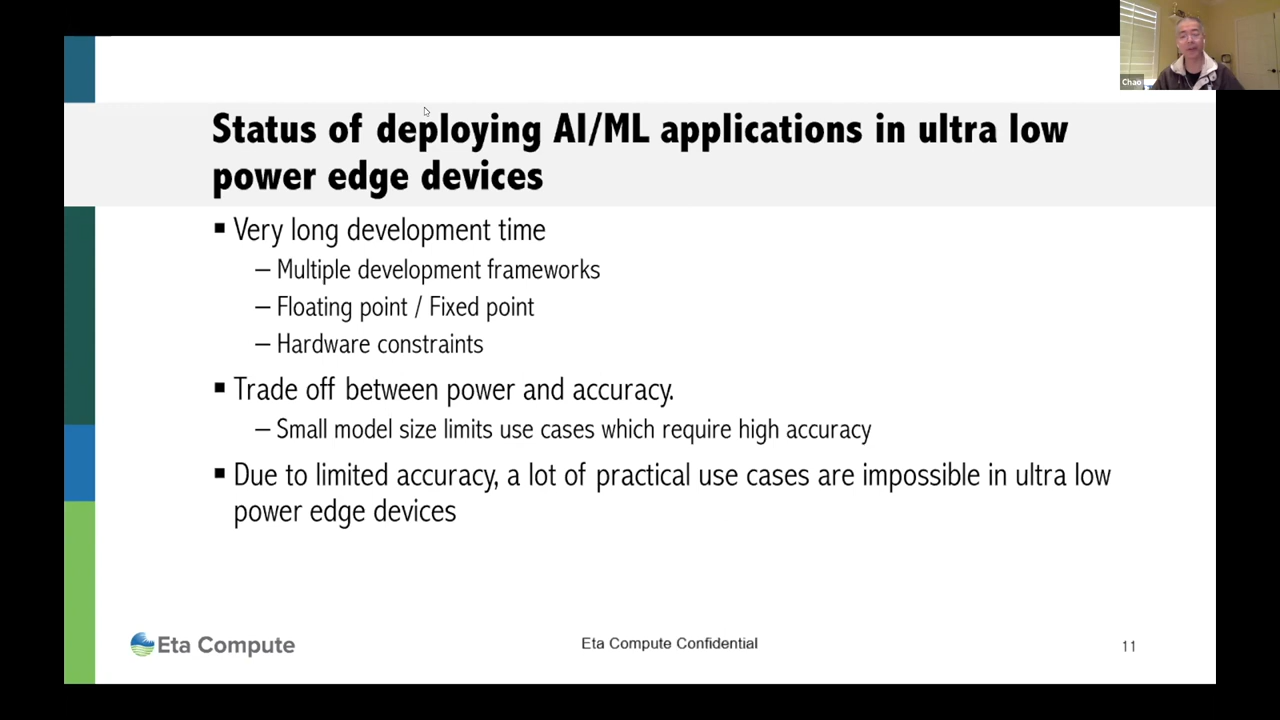 Chao
Status of deploying AI/ML applications in ultra low
power edge devices
▪ Very long development time
– Multiple development frameworks
– Floating point / Fixed point
– Hardware constraints
▪ Trade off between power and accuracy.
– Small model size limits use cases which require high accuracy
▪ Due to limited accuracy, a lot of practical use cases are impossible in ultra low
power edge devices
Eta Compute
Eta Compute Confidential
11